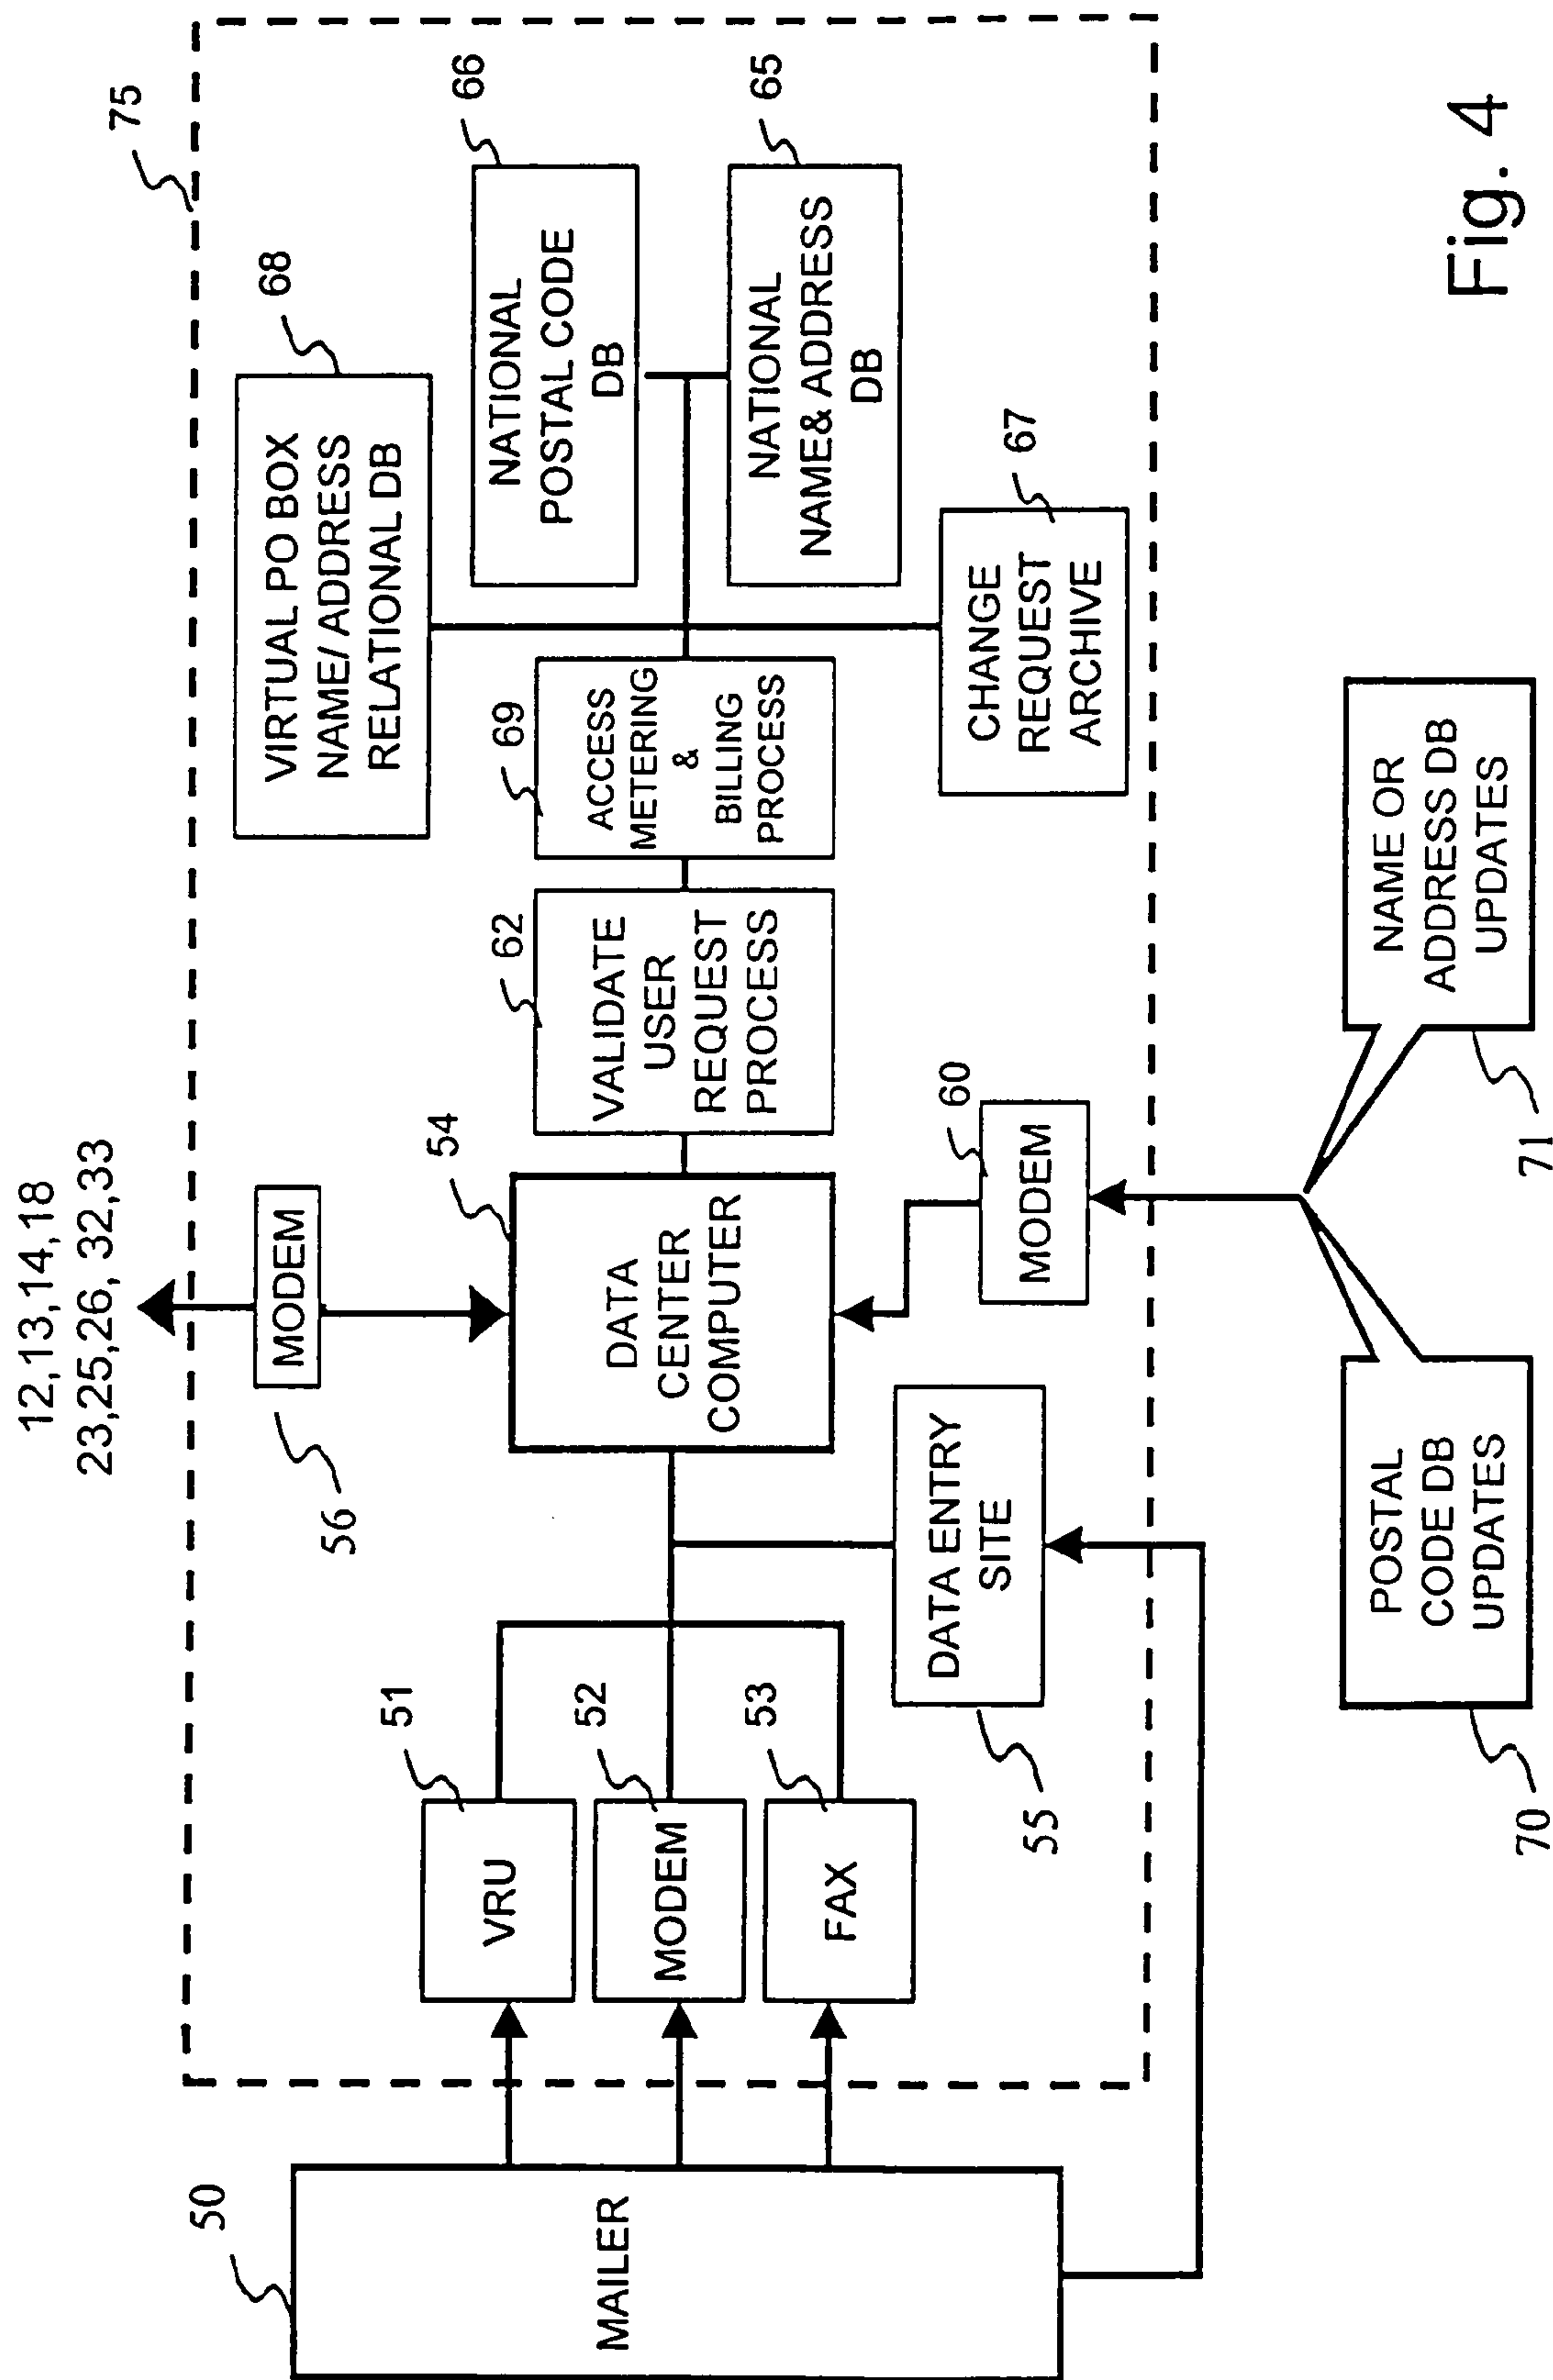 12,13,14,18
23,25,26, 32,33
75
56
MODEM
68
VIRTUAL PO BOX
NAME/ ADDRESS
RELATIONAL DB
50
MAILER
51
VRU
52
MODEM
53
FAX
54
DATA
CENTER
COMPUTER
62
VALIDATE
USER
REQUEST
PROCESS
69
ACCESS
METERING
&
BILLING
PROCESS
66
NATIONAL
POSTAL CODE
DB
65
NATIONAL
NAME& ADDRESS
DB
55
DATA ENTRY
SITE
60
MODEM
67
CHANGE
REQUEST
ARCHIVE
70
POSTAL
CODE DB
UPDATES
71
NAME OR
ADDRESS DB
UPDATES
Fig. 4